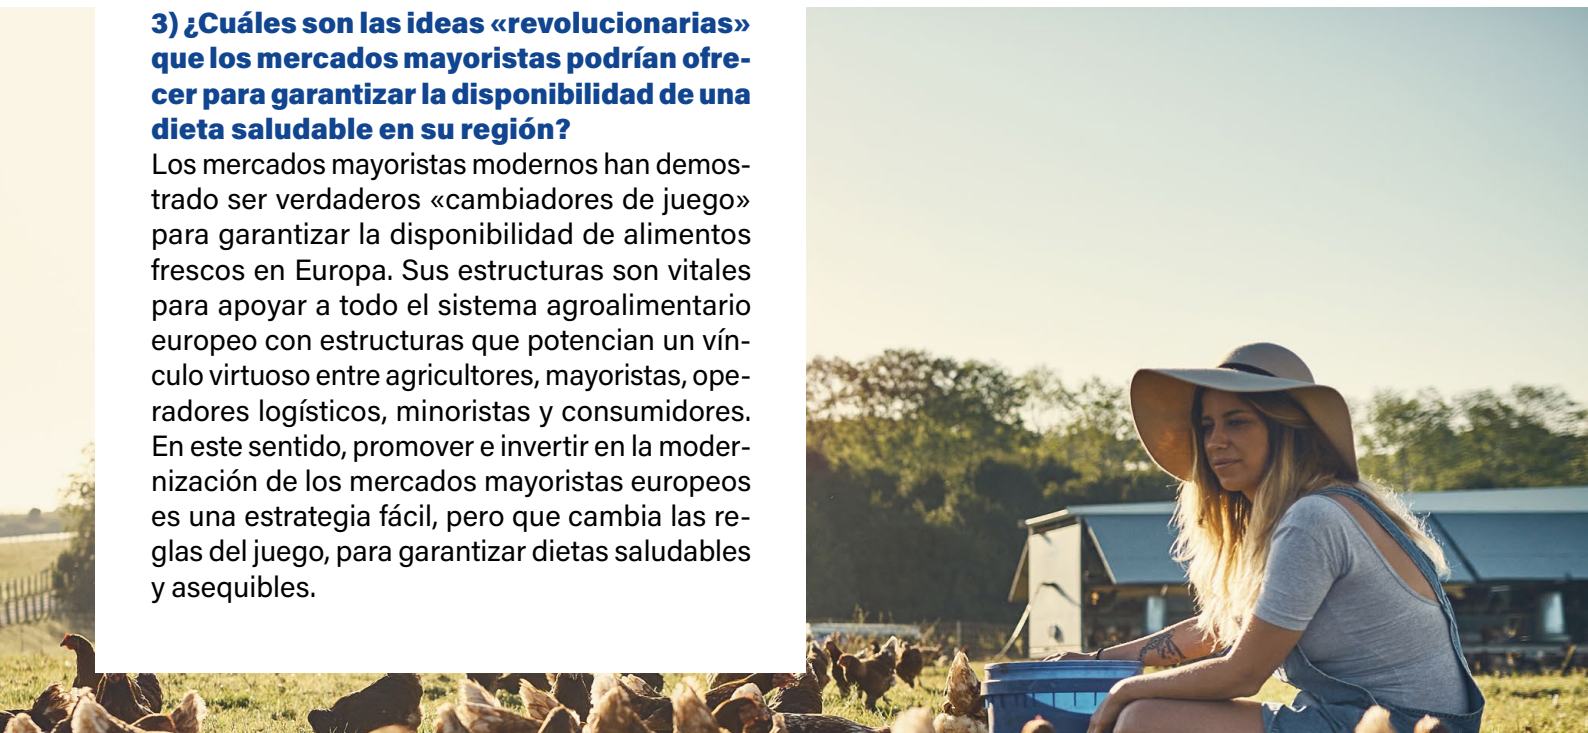 3) ¿Cuáles son las ideas «revolucionarias»
que los mercados mayoristas podrían ofre-
cer para garantizar la disponibilidad de una
dieta saludable en su región?
Los mercados mayoristas modernos han demos-
trado ser verdaderos «cambiadores de juego»
para garantizar la disponibilidad de alimentos
frescos en Europa. Sus estructuras son vitales
para apoyar a todo el sistema agroalimentario
europeo con estructuras que potencian un vín-
culo virtuoso entre agricultores, mayoristas, ope-
radores logísticos, minoristas y consumidores.
En este sentido, promover e invertir en la moder-
nización de los mercados mayoristas europeos
es una estrategia fácil, pero que cambia las re-
glas del juego, para garantizar dietas saludables
y asequibles.